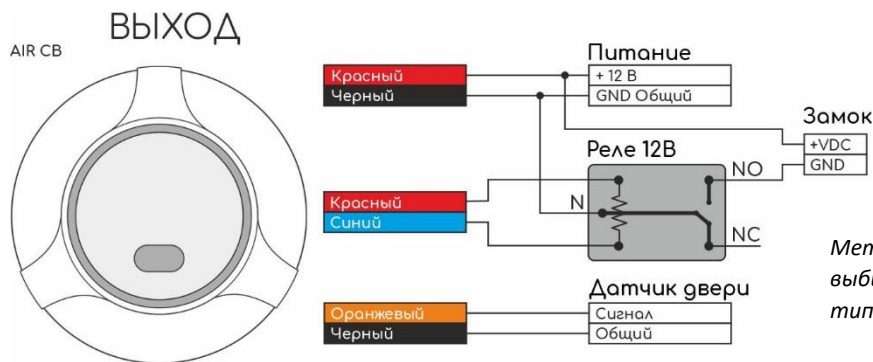 ВЫХОД
AIR CB
Красный
Черный
Питание
+ 12 В
GND Общий
Замок
+VDC
GND
Реле 12В
Красный
Синий
N
NO
NC
Оранжевый
Черный
Датчик двери
Сигнал
Общий